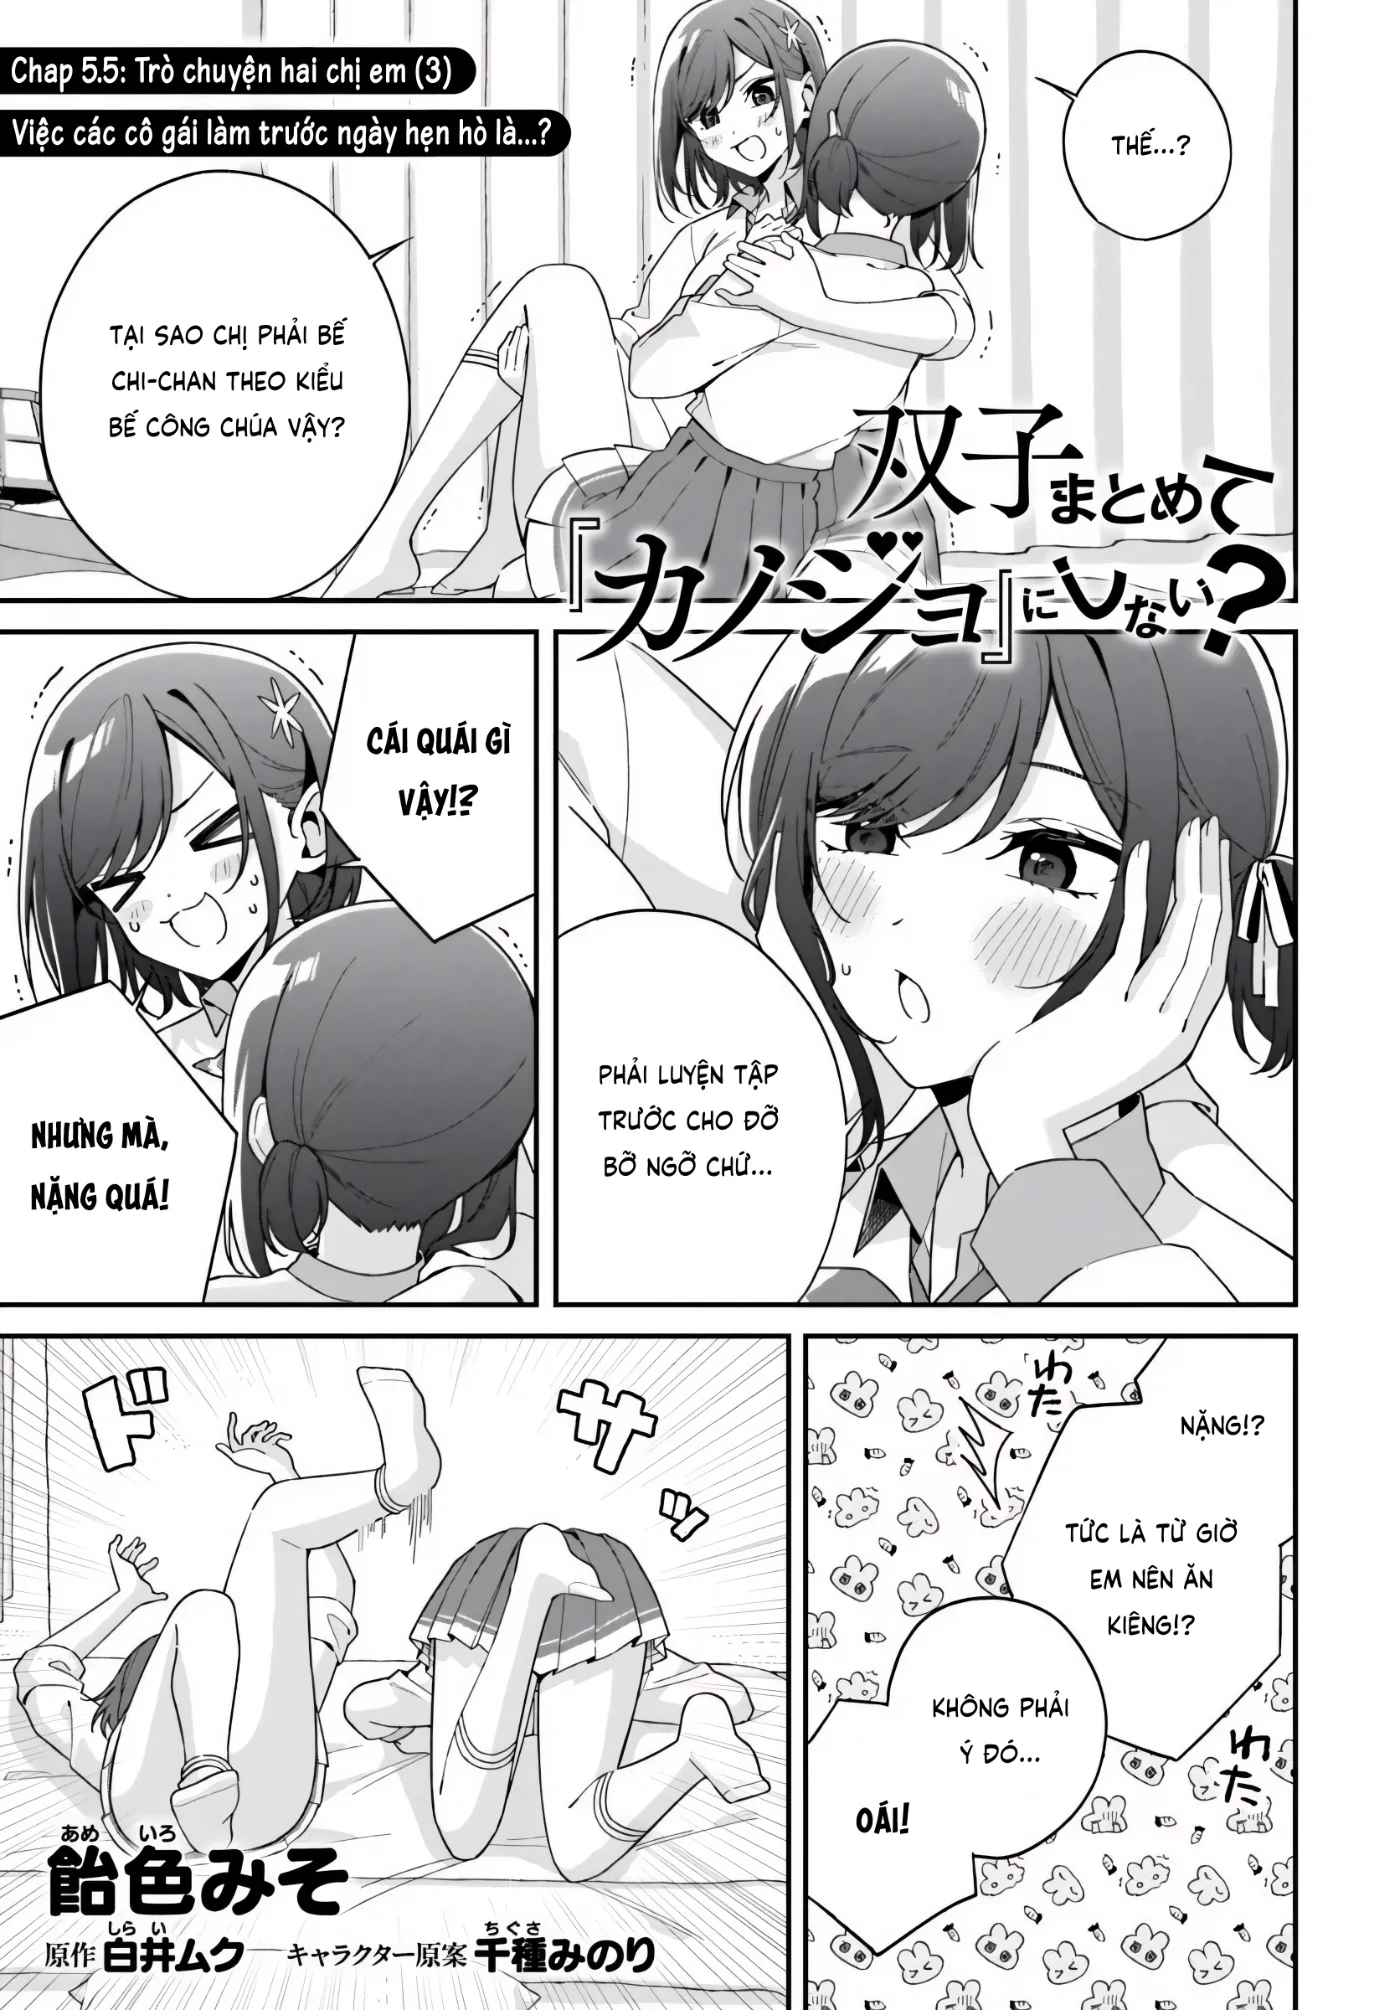 Chap 5.5: Trò chuyện hai chị em (3)
Việc các cô gái làm trước ngày hẹn hò là...?
THẾ...?
TẠI SAO CHỊ PHẢI BẾ
CHI-CHAN THEO KIỂU
BẾ CÔNG CHÚA VẬY?
双子まとめて
『カノジョ』にしない?
PHẢI LUYỆN TẬP
TRƯỚC CHO ĐỠ
BỠ NGỠ CHỨ...
CÁI QUÁI GÌ
VẬY!?
NHƯNG MÀ,
NẶNG QUÁ!
わた
NẶNG!?
TỨC LÀ TỪ GIỜ
EM NÊN ĂN
KIÊNG!?
KHÔNG PHẢI
Ý ĐÓ...
わた
OÁI!
ドサッ
あめ いろ
飴色みそ
しら い ちぐさ
原作 白井ムク キャラクター原案 千種みのり